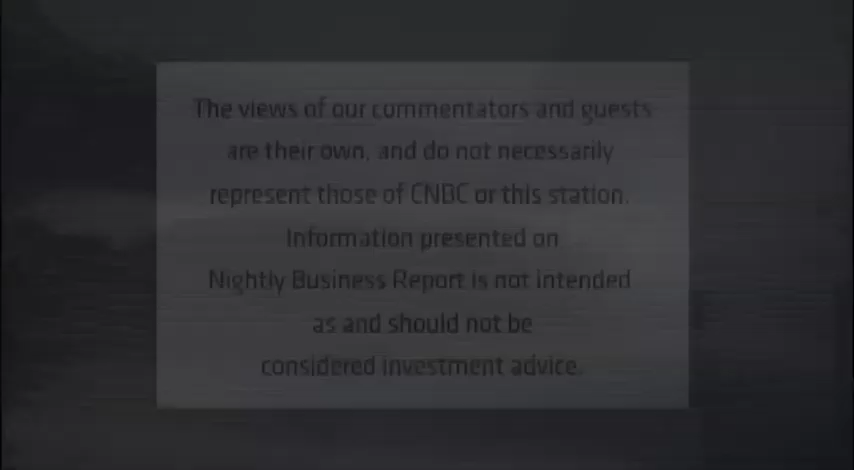 The views of our commentators and guests
are their own, and do not necessarily
represent those of CNBC or this station.
Information presented on
Nightly Business Report is not intended
as and should not be
considered investment advice.